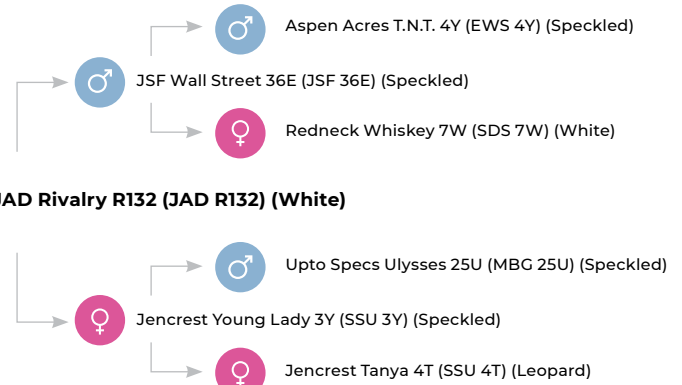 Aspen Acres T.N.T. 4Y (EWS 4Y) (Speckled)
JSF Wall Street 36E (JSF 36E) (Speckled)
Redneck Whiskey 7W (SDS 7W) (White)
JAD Rivalry R132 (JAD R132) (White)
Upto Specs Ulysses 25U (MBG 25U) (Speckled)
Jencrest Young Lady 3Y (SSU 3Y) (Speckled)
Jencrest Tanya 4T (SSU 4T) (Leopard)